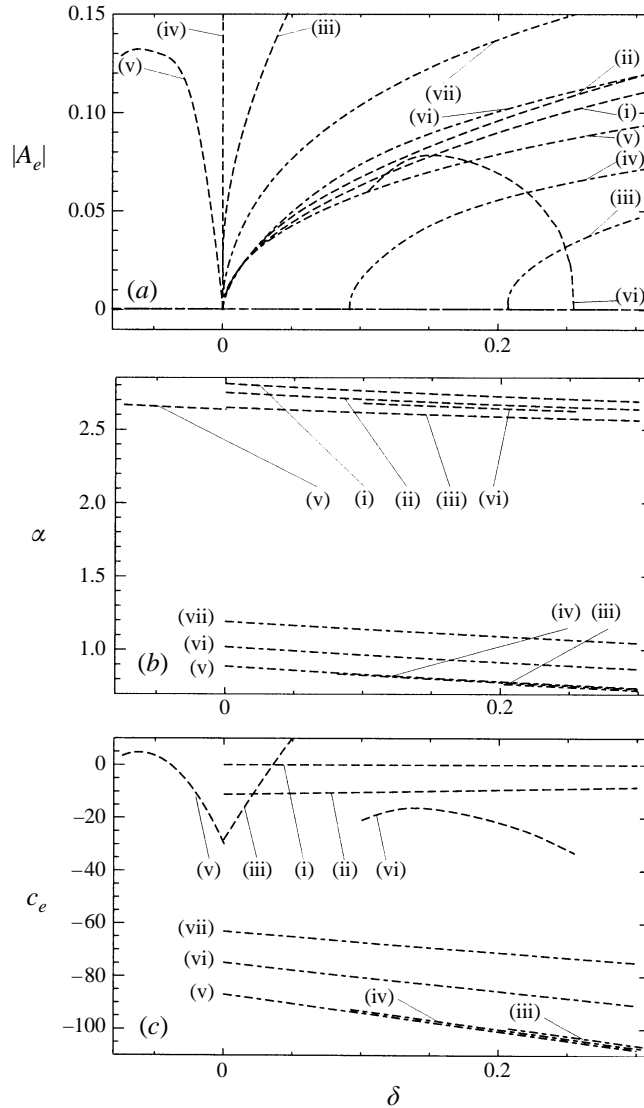 0.15
(iv)
(iii)
(v)
(ii)
(vii)
(vi)
0.10
(i)
(v)
|A_e|
(iv)
0.05
(iii)
(a)
(vi)
0
0
0.2
2.5
(v)
(i)
(ii)
(iii)
(vi)
2.0
α
1.5
(vii)
(iv)
(iii)
(vi)
1.0
(b)
(v)
0
0.2
0
(vi)
−20
(v)
(iii)
(i)
(ii)
−40
c_e
−60
(vii)
(vi)
−80
(v)
(iv)
(iii)
−100
(c)
0
δ
0.2